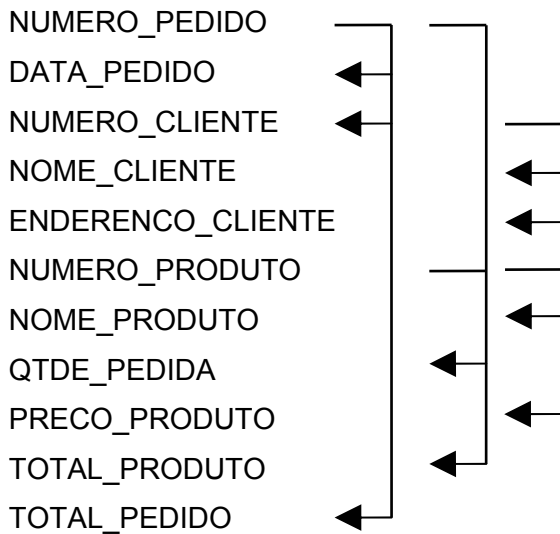 NUMERO_PEDIDO
DATA_PEDIDO
NUMERO_CLIENTE
NOME_CLIENTE
ENDERENCO_CLIENTE
NUMERO_PRODUTO
NOME_PRODUTO
QTDE_PEDIDA
PRECO_PRODUTO
TOTAL_PRODUTO
TOTAL_PEDIDO